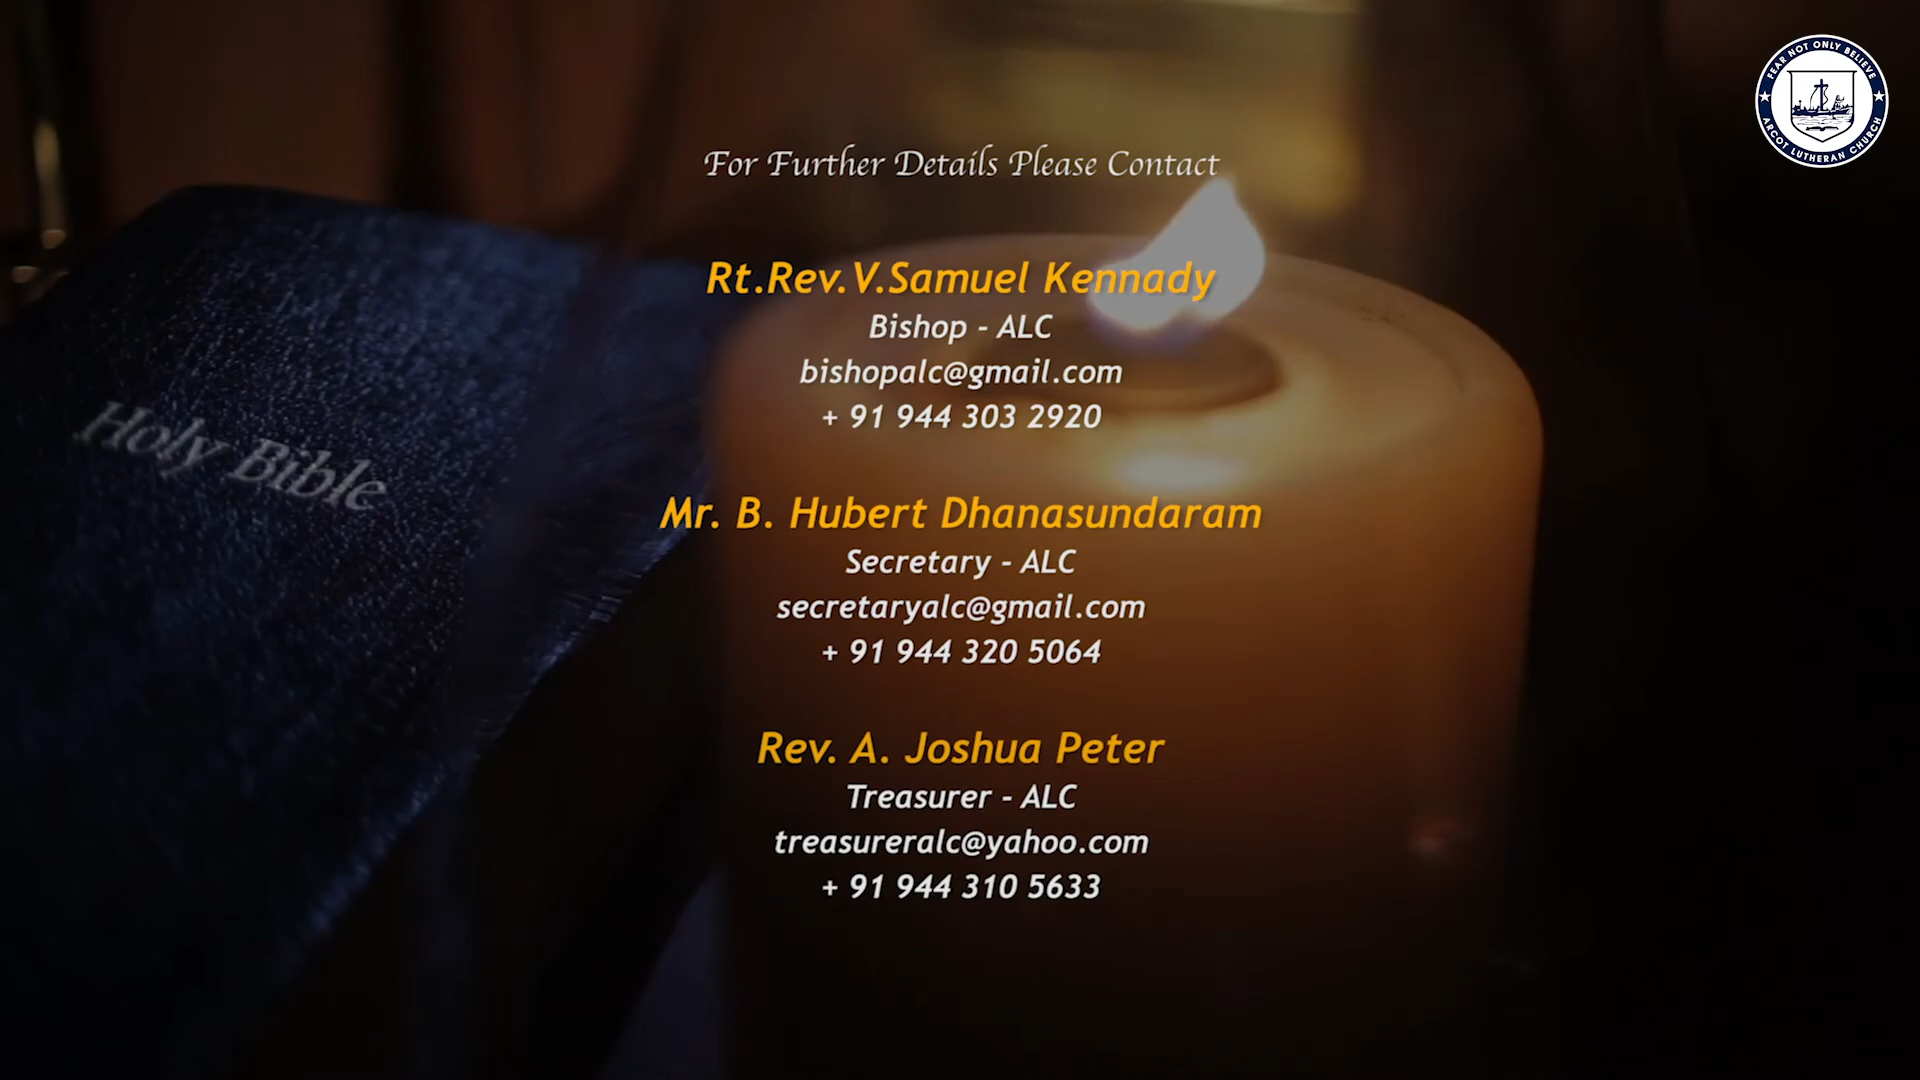 FEAR NOT ONLY BELIEVE
ARCOT LUTHERAN CHURCH
For Further Details Please Contact
Rt.Rev.V.Samuel Kennady
Bishop - ALC
bishopalc@gmail.com
+ 91 944 303 2920
Holy Bible
Mr. B. Hubert Dhanasundaram
Secretary - ALC
secretaryalc@gmail.com
+ 91 944 320 5064
Rev. A. Joshua Peter
Treasurer - ALC
treasureralc@yahoo.com
+ 91 944 310 5633